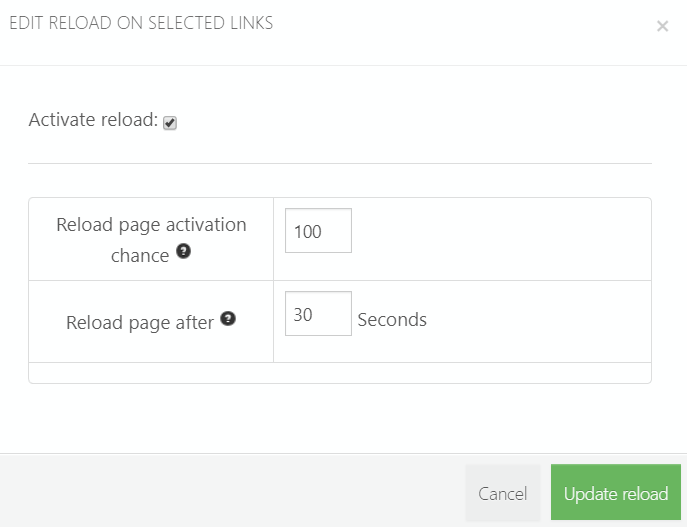 EDIT RELOAD ON SELECTED LINKS
×
Activate reload:
Reload page activation
chance ?
100
Reload page after ?
30 Seconds
Cancel
Update reload